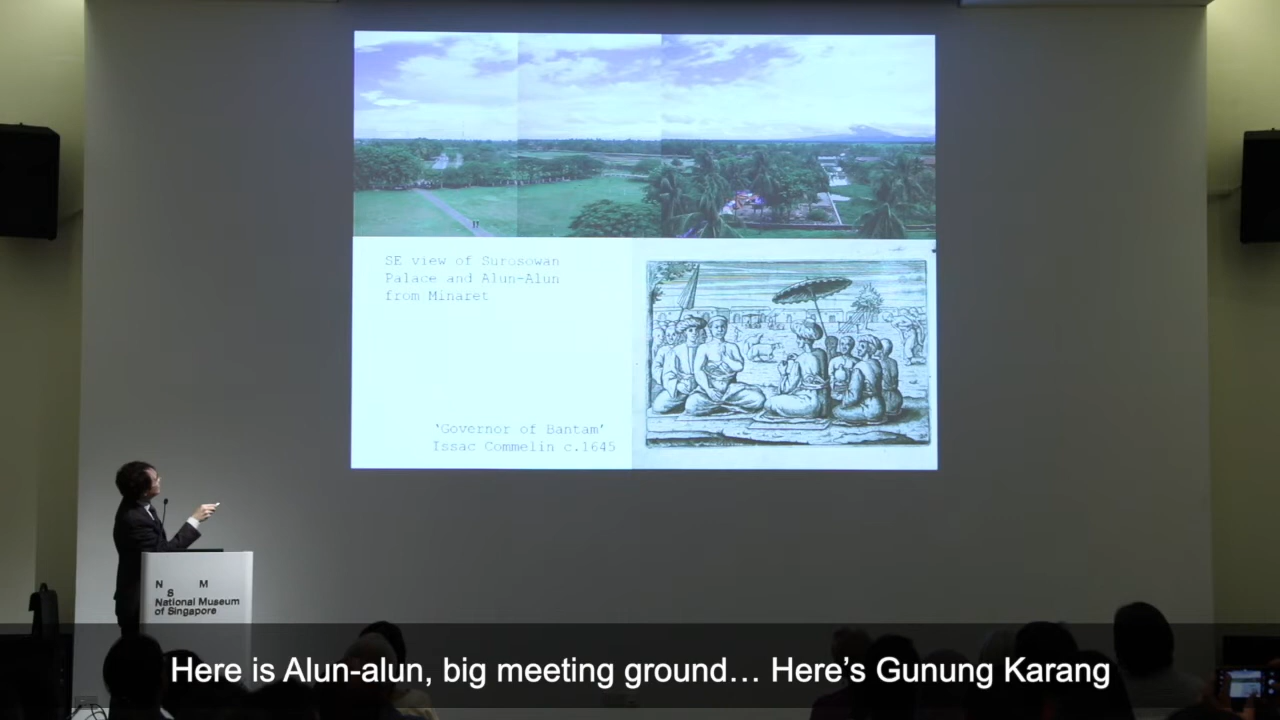 SE view of Surosowan
Palace and Alun-Alun
from Minaret
'Governor of Bantam'
Issac Commelin c.1645
N M
S
National Museum
of Singapore
Here is Alun-alun, big meeting ground… Here's Gunung Karang